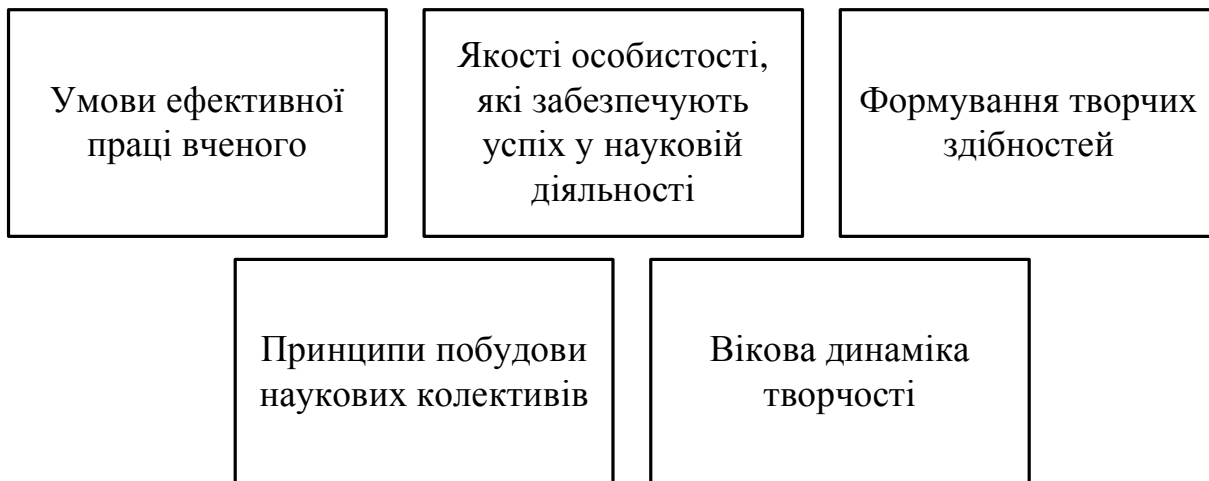 Умови ефективної
праці вченого
Якості особистості,
які забезпечують
успіх у науковій
діяльності
Формування творчих
здібностей
Принципи побудови
наукових колективів
Вікова динаміка
творчості